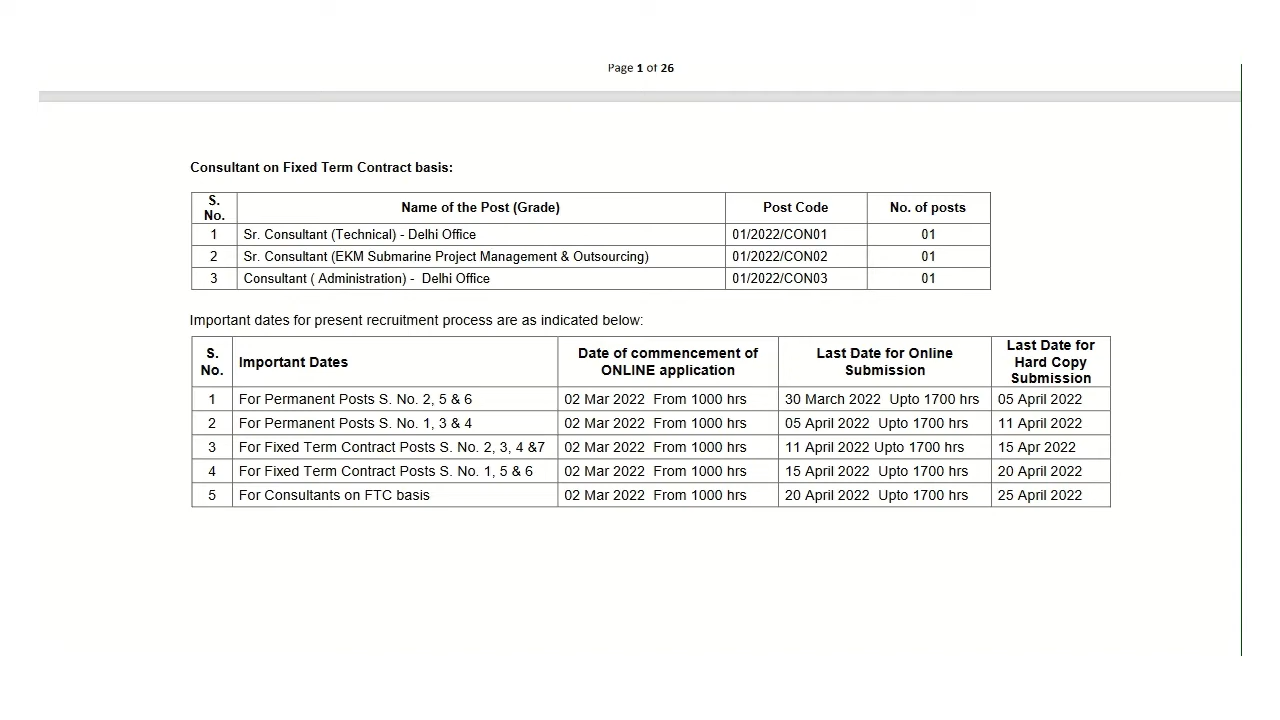 Page 1 of 26
Consultant on Fixed Term Contract basis:
S. No. Name of the Post (Grade) Post Code No. of posts
1 Sr. Consultant (Technical) - Delhi Office 01/2022/CON01 01
2 Sr. Consultant (EKM Submarine Project Management & Outsourcing) 01/2022/CON02 01
3 Consultant ( Administration) - Delhi Office 01/2022/CON03 01
Important dates for present recruitment process are as indicated below:
S. No. Important Dates Date of commencement of ONLINE application Last Date for Online Submission Last Date for Hard Copy Submission
1 For Permanent Posts S. No. 2, 5 & 6 02 Mar 2022 From 1000 hrs 30 March 2022 Upto 1700 hrs 05 April 2022
2 For Permanent Posts S. No. 1, 3 & 4 02 Mar 2022 From 1000 hrs 05 April 2022 Upto 1700 hrs 11 April 2022
3 For Fixed Term Contract Posts S. No. 2, 3, 4 &7 02 Mar 2022 From 1000 hrs 11 April 2022 Upto 1700 hrs 15 Apr 2022
4 For Fixed Term Contract Posts S. No. 1, 5 & 6 02 Mar 2022 From 1000 hrs 15 April 2022 Upto 1700 hrs 20 April 2022
5 For Consultants on FTC basis 02 Mar 2022 From 1000 hrs 20 April 2022 Upto 1700 hrs 25 April 2022